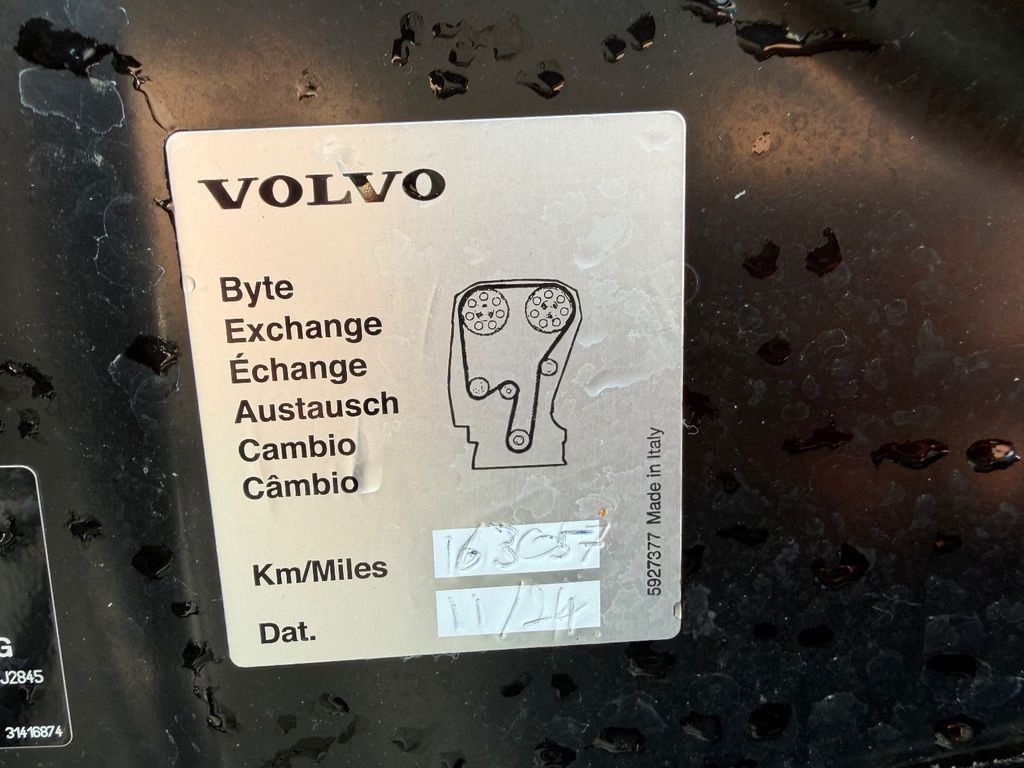 VOLVO
Byte
Exchange
Échange
Austausch
Cambio
Câmbio
Km/Miles 163057
Dat. 11/24
5927377 Made in Italy
G
J2845
31416874